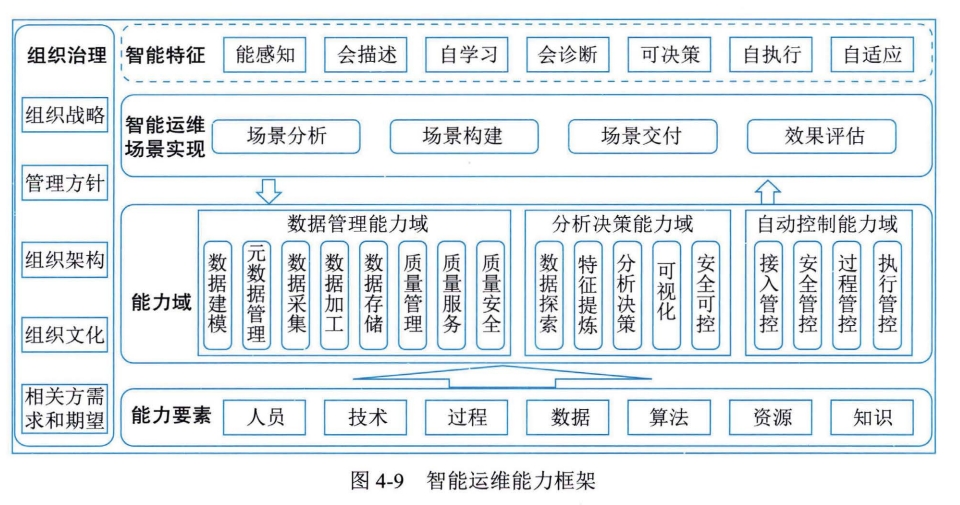 组织治理
组织战略
管理方针
组织架构
组织文化
相关方需
求和期望
智能特征 能感知 会描述 自学习 会诊断 可决策 自执行 自适应
智能运维
场景实现
场景分析 场景构建 场景交付 效果评估
能力域
数据管理能力域
数据建模
元数据管理
数据采集
数据加工
数据存储
质量管理
质量服务
质量安全
分析决策能力域
数据探索
特征提炼
分析决策
可视化
安全可控
自动控制能力域
接入管控
安全管控
过程管控
执行管控
能力要素 人员 技术 过程 数据 算法 资源 知识
图 4-9 智能运维能力框架